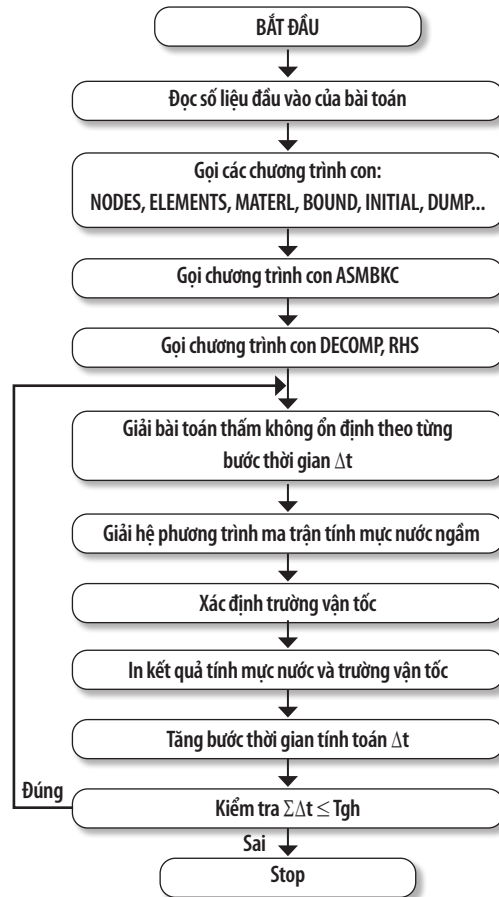 BẮT ĐẦU
Đọc số liệu đầu vào của bài toán
Gọi các chương trình con:
NODES, ELEMENTS, MATERL, BOUND, INITIAL, DUMP...
Gọi chương trình con ASMBKC
Gọi chương trình con DECOMP, RHS
Giải bài toán thấm không ổn định theo từng
bước thời gian Δt
Giải hệ phương trình ma trận tính mực nước ngầm
Xác định trường vận tốc
In kết quả tính mực nước và trường vận tốc
Tăng bước thời gian tính toán Δt
Đúng
Kiểm tra ΣΔt ≤ Tgh
Sai
Stop